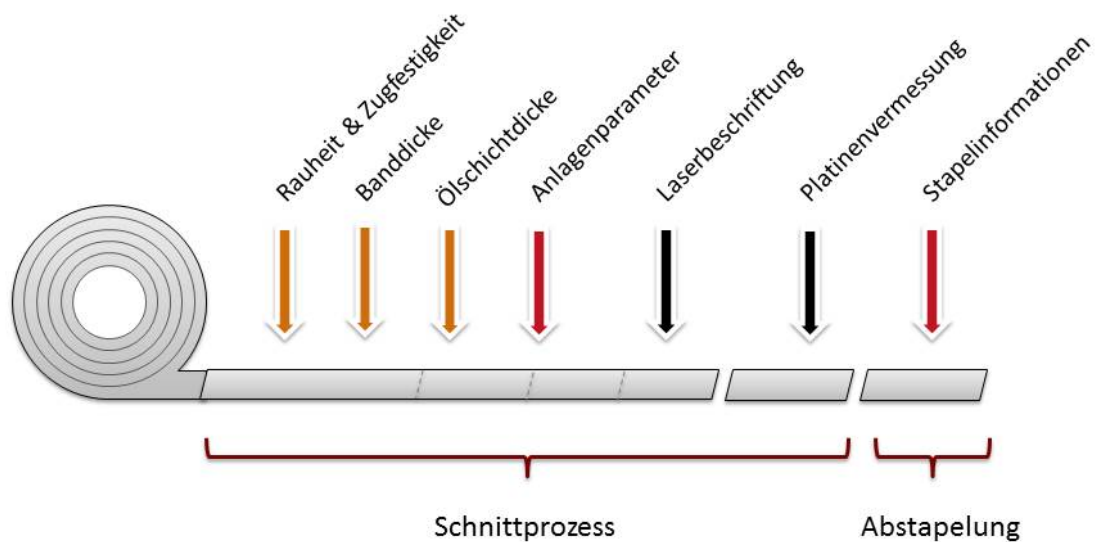 Rauheit & Zugfestigkeit
Banddicke
Ölschichtdicke
Anlagenparameter
Laserbeschriftung
Platinenvermessung
Stapelinformationen
Schnittprozess
Abstapelung